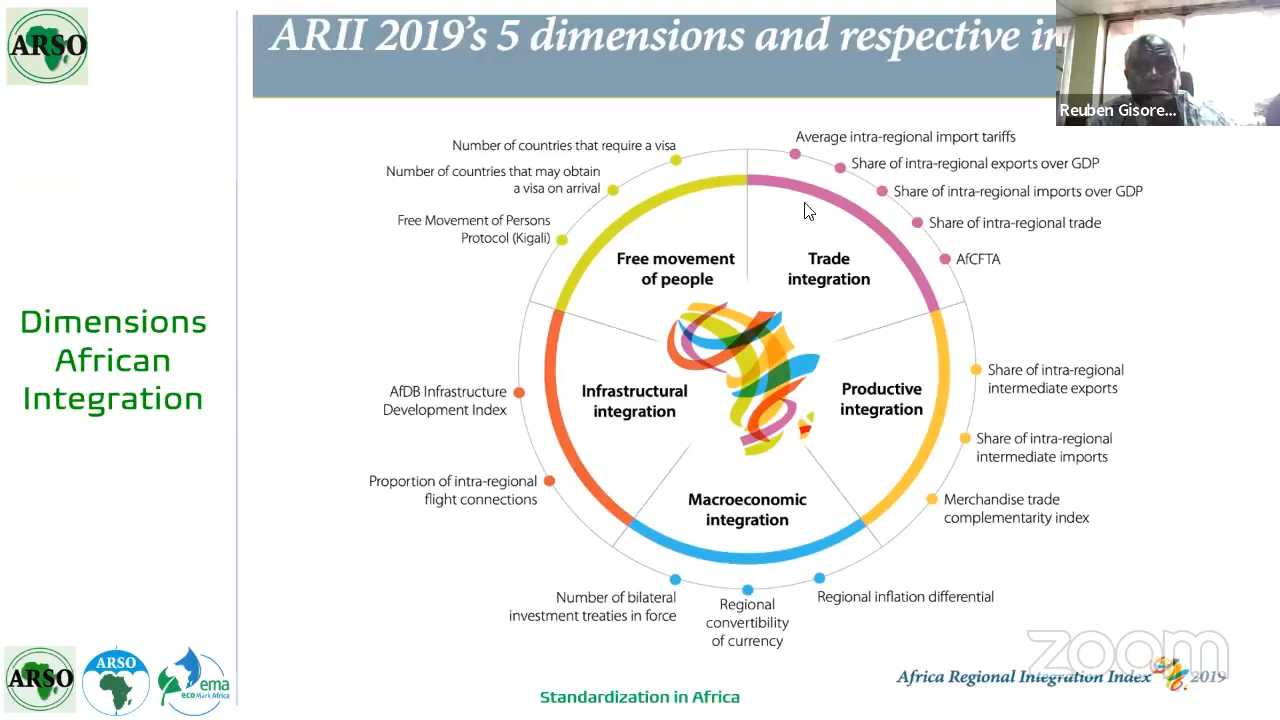 ARSO
ARII 2019's 5 dimensions and respective in
Reuben Gisore...
Dimensions
African
Integration
Number of countries that require a visa
Number of countries that may obtain
a visa on arrival
Free Movement of Persons
Protocol (Kigali)
Average intra-regional import tariffs
Share of intra-regional exports over GDP
Share of intra-regional imports over GDP
Share of intra-regional trade
AfCFTA
Free movement
of people
Trade
integration
AfDB Infrastructure
Development Index
Infrastructural
integration
Productive
integration
Share of intra-regional
intermediate exports
Share of intra-regional
intermediate imports
Proportion of intra-regional
flight connections
Macroeconomic
integration
Merchandise trade
complementarity index
Number of bilateral
investment treaties in force
Regional
convertibility
of currency
Regional inflation differential
zoom
ARSO
ARSO
ema
eco Mark Africa
Standardization in Africa
Africa Regional Integration Index 2019